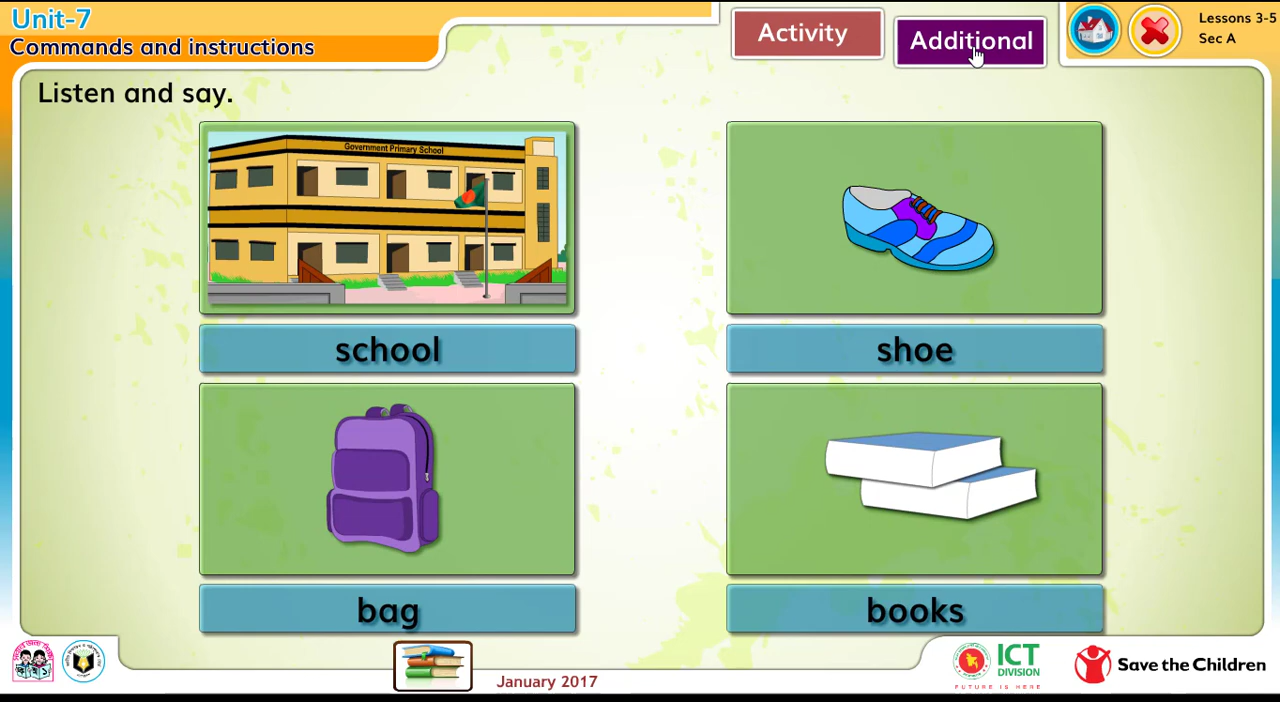 Unit-7
Commands and instructions
Activity
Additional
Lessons 3-5
Sec A
Listen and say.
Government Primary School
school
shoe
bag
books
January 2017
ICT
DIVISION
FUTURE IS HERE
Save the Children